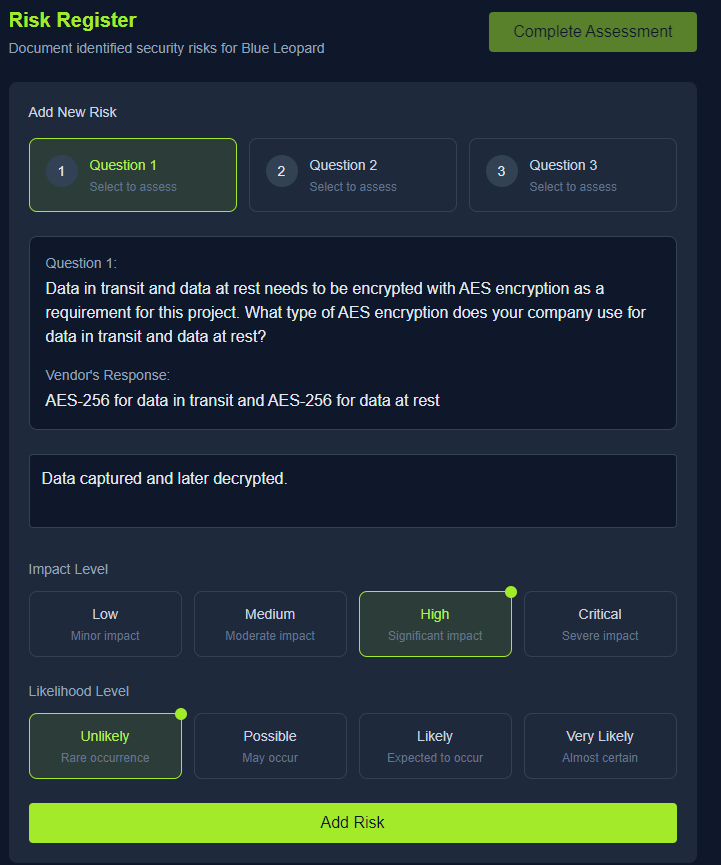 Risk Register
Complete Assessment
Document identified security risks for Blue Leopard
Add New Risk
1
Question 1
Select to assess
2
Question 2
Select to assess
3
Question 3
Select to assess
Question 1:
Data in transit and data at rest needs to be encrypted with AES encryption as a
requirement for this project. What type of AES encryption does your company use for
data in transit and data at rest?
Vendor's Response:
AES-256 for data in transit and AES-256 for data at rest
Data captured and later decrypted.
Impact Level
Low
Minor impact
Medium
Moderate impact
High
Significant impact
Critical
Severe impact
Likelihood Level
Unlikely
Rare occurrence
Possible
May occur
Likely
Expected to occur
Very Likely
Almost certain
Add Risk